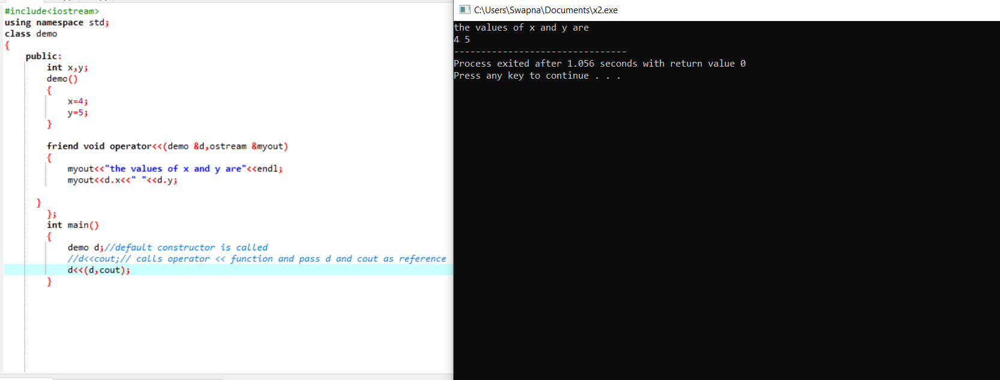 #include<iostream>
using namespace std;
class demo
{
public:
int x,y;
demo()
{
x=4;
y=5;
}
friend void operator<<(demo &d,ostream &myout)
{
myout<<"the values of x and y are"<<endl;
myout<<d.x<<" "<<d.y;
}
};
int main()
{
demo d;//default constructor is called
//d<<cout;// calls operator << function and pass d and cout as reference
d<<(d,cout);
}
C:\Users\Swapna\Documents\x2.exe
the values of x and y are
4 5
--------------------------------
Process exited after 1.056 seconds with return value 0
Press any key to continue . . .